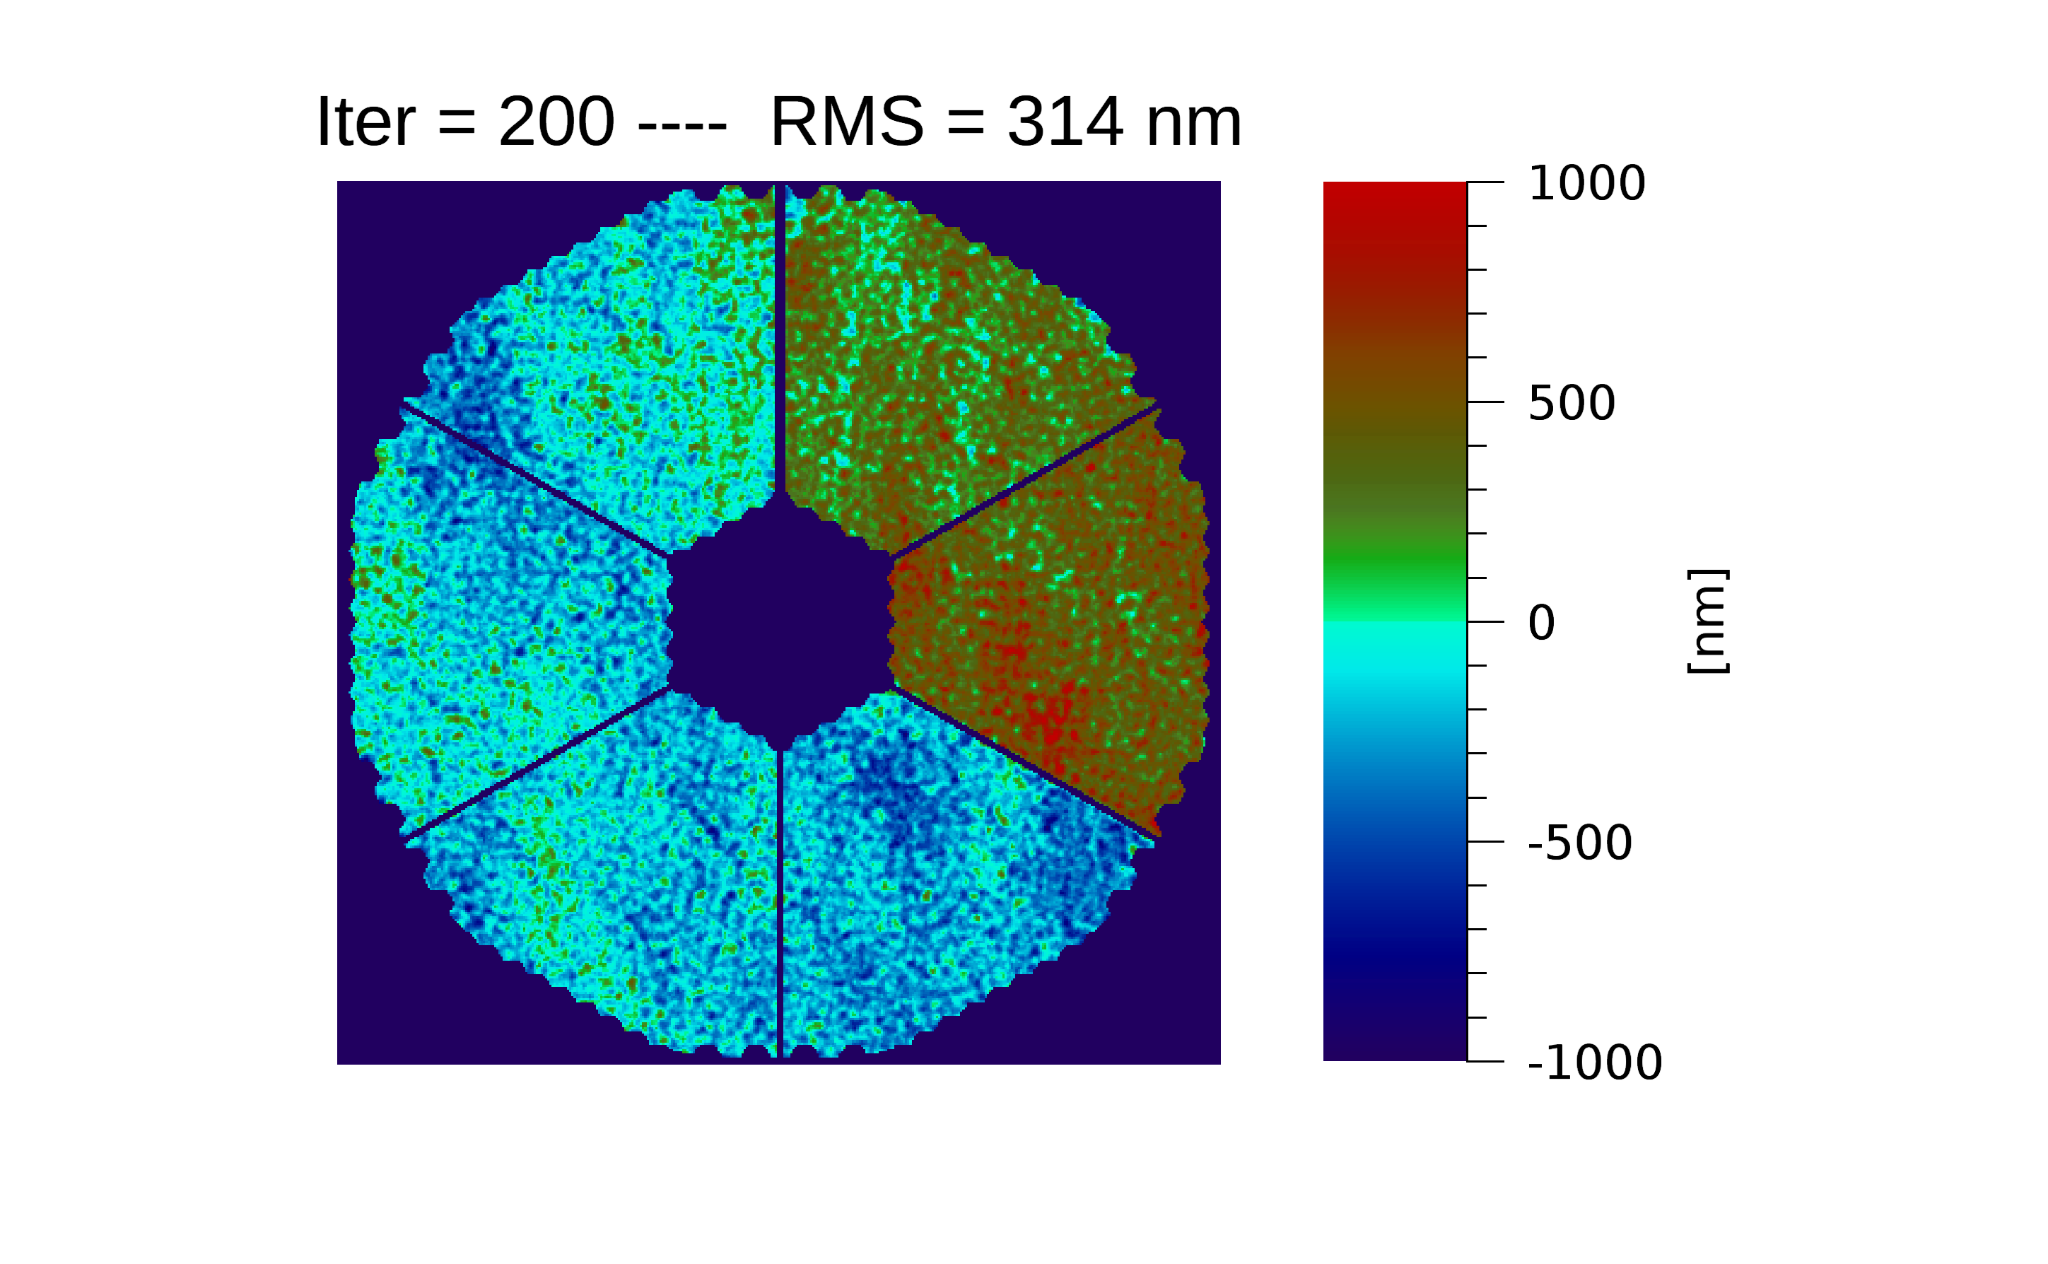 Iter = 200 ---- RMS = 314 nm
1000
500
0
-500
-1000
[nm]